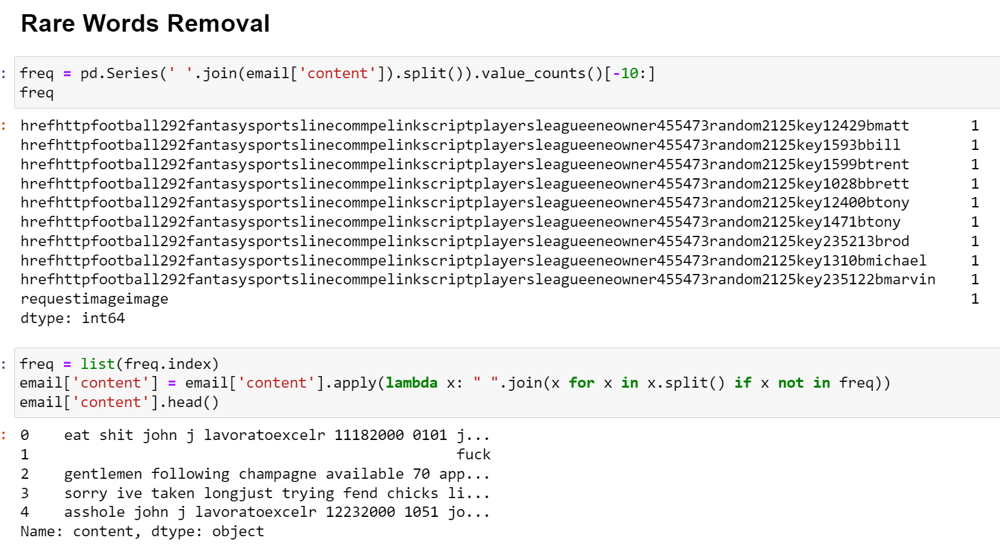 Rare Words Removal
: freq = pd.Series(' '.join(email['content']).split()).value_counts()[-10:]
freq
: hrefhttpfootball292fantasysportslinecommpelinkscriptplayersleagueeneowner455473random2125key12429bmatt 1
hrefhttpfootball292fantasysportslinecommpelinkscriptplayersleagueeneowner455473random2125key1593bbill 1
hrefhttpfootball292fantasysportslinecommpelinkscriptplayersleagueeneowner455473random2125key1599btrent 1
hrefhttpfootball292fantasysportslinecommpelinkscriptplayersleagueeneowner455473random2125key1028bbrett 1
hrefhttpfootball292fantasysportslinecommpelinkscriptplayersleagueeneowner455473random2125key12400btony 1
hrefhttpfootball292fantasysportslinecommpelinkscriptplayersleagueeneowner455473random2125key1471btony 1
hrefhttpfootball292fantasysportslinecommpelinkscriptplayersleagueeneowner455473random2125key235213brod 1
hrefhttpfootball292fantasysportslinecommpelinkscriptplayersleagueeneowner455473random2125key1310bmichael 1
hrefhttpfootball292fantasysportslinecommpelinkscriptplayersleagueeneowner455473random2125key235122bmarvin 1
requestimageimage 1
dtype: int64
: freq = list(freq.index)
email['content'] = email['content'].apply(lambda x: " ".join(x for x in x.split() if x not in freq))
email['content'].head()
: 0 eat shit john j lavoratoexcelr 11182000 0101 j...
1 fuck
2 gentlemen following champagne available 70 app...
3 sorry ive taken longjust trying fend chicks li...
4 asshole john j lavoratoexcelr 12232000 1051 jo...
Name: content, dtype: object